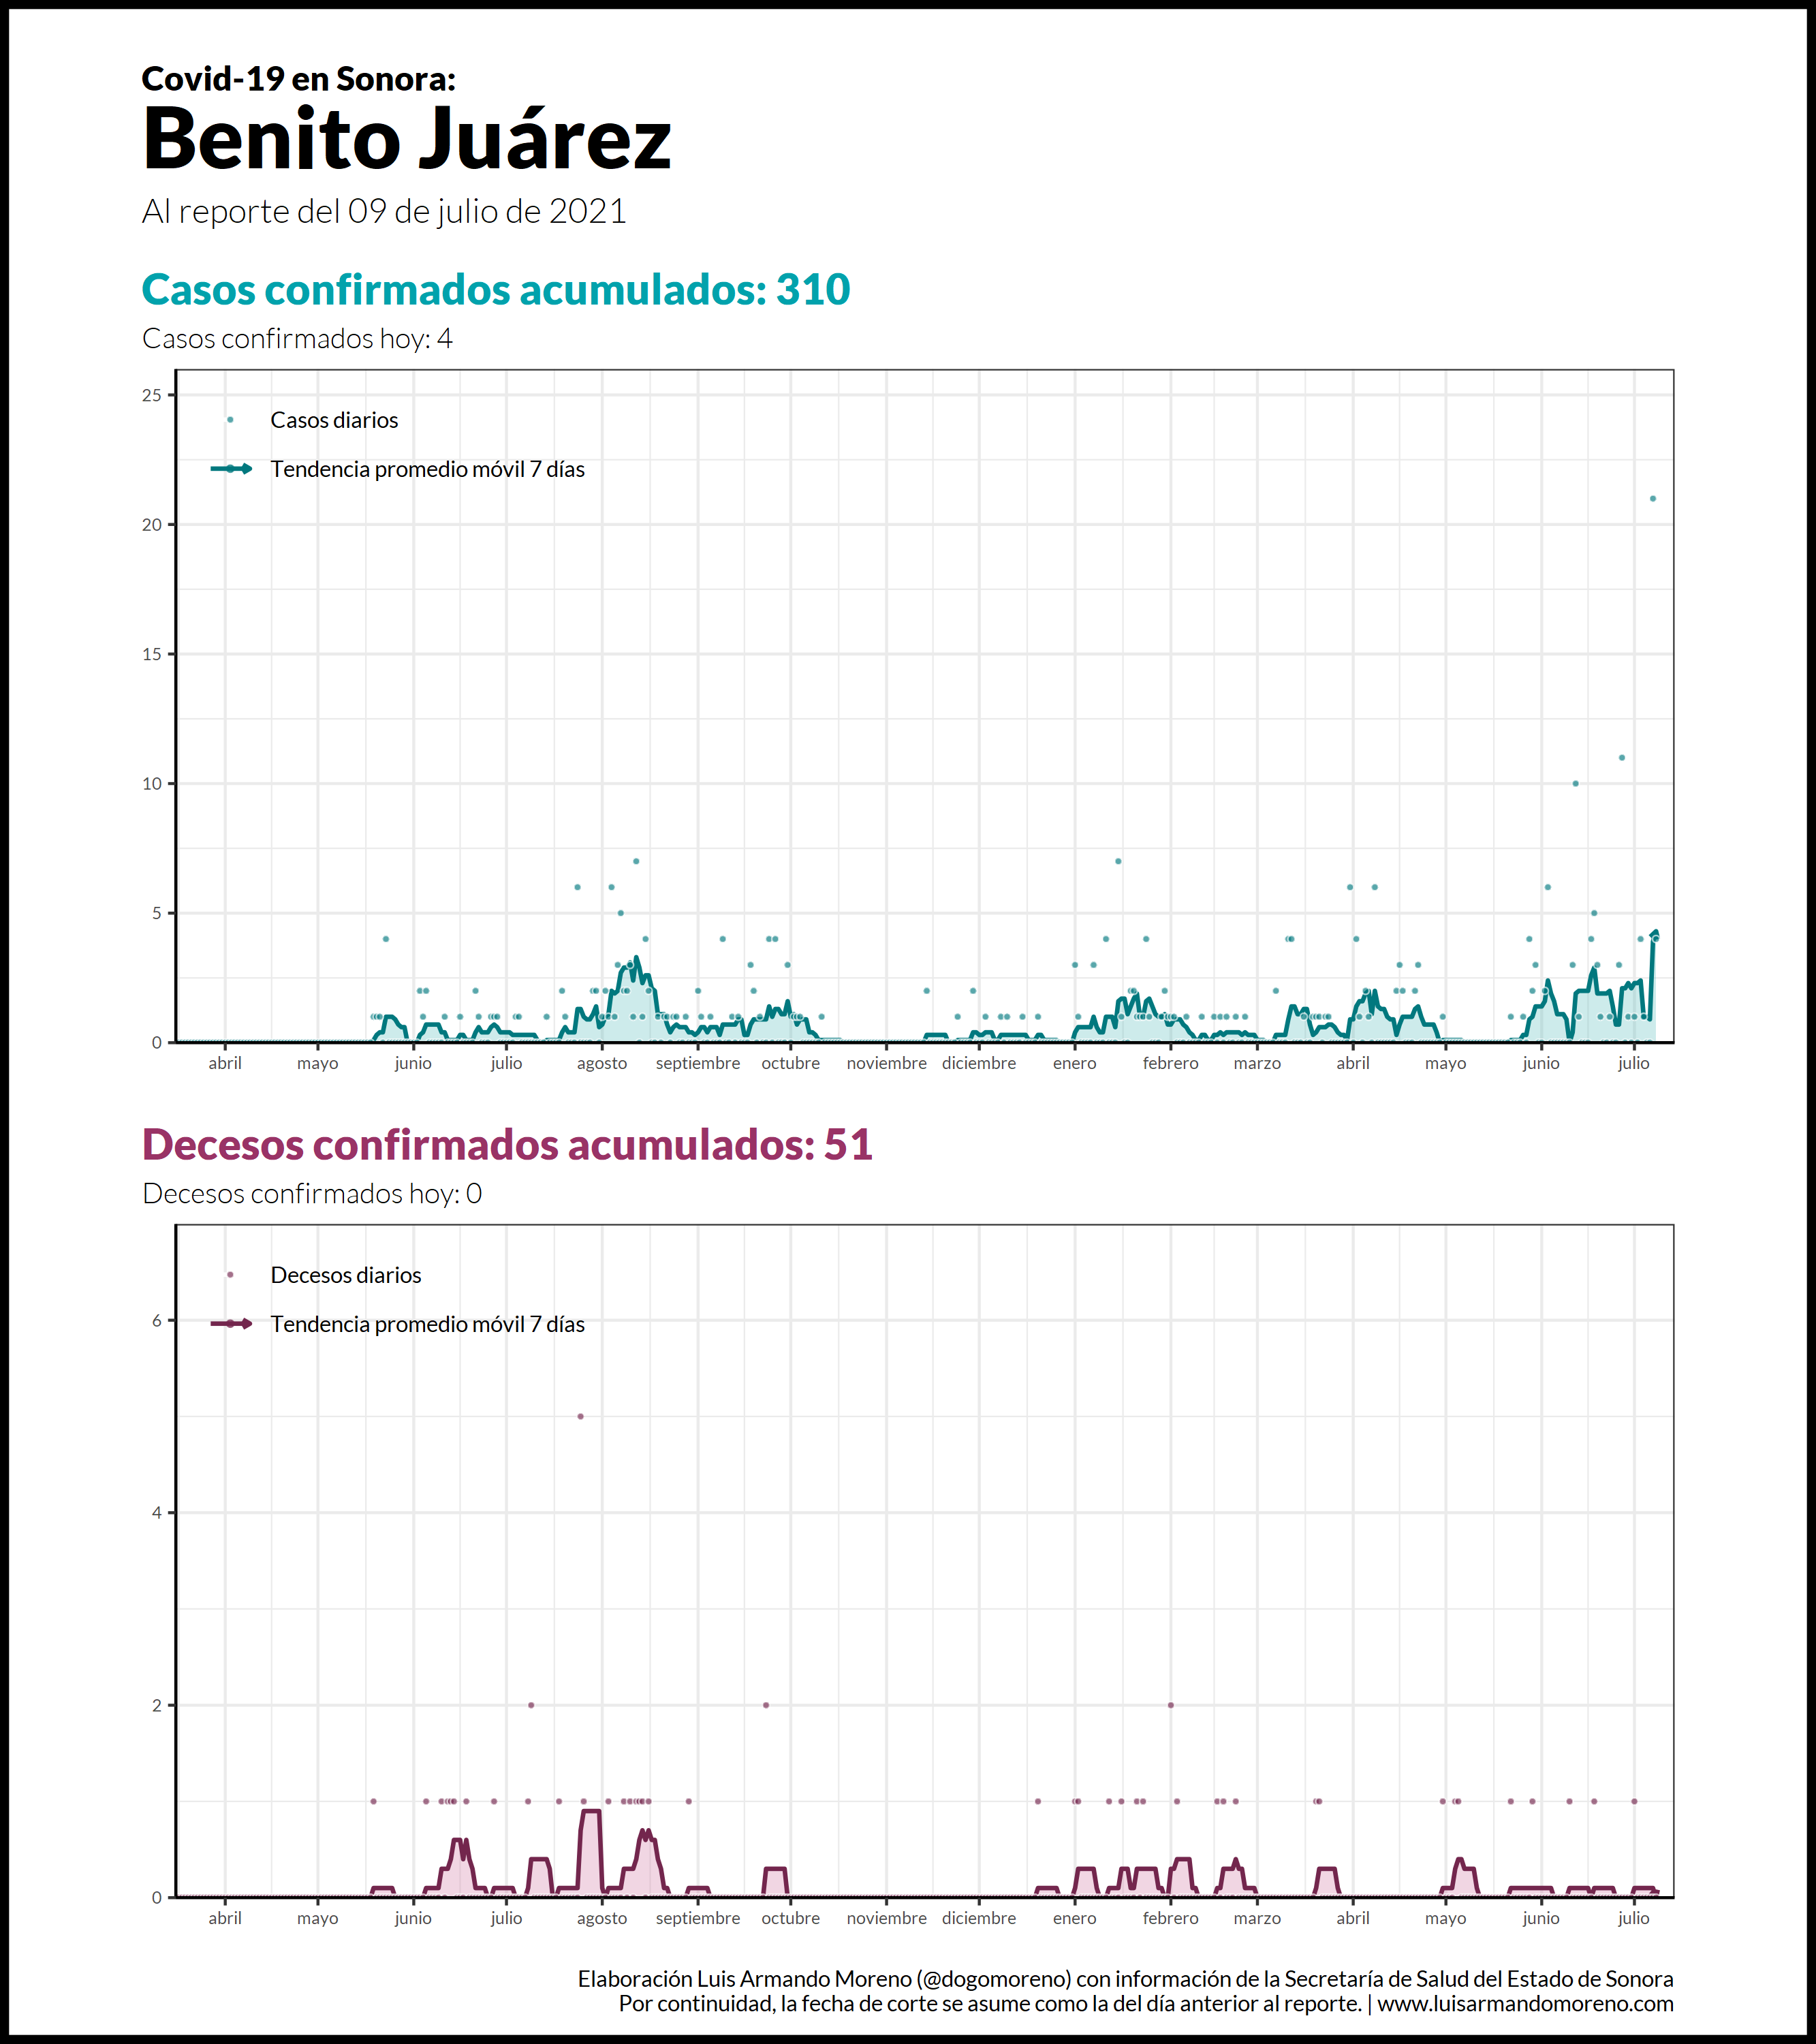 Covid-19 en Sonora:
Benito Juárez
Al reporte del 09 de julio de 2021
Casos confirmados acumulados: 310
Casos confirmados hoy: 4
25
20
15
10
5
0
Casos diarios
Tendencia promedio móvil 7 días
abril mayo junio julio agosto septiembre octubre noviembre diciembre enero febrero marzo abril mayo junio julio
Decesos confirmados acumulados: 51
Decesos confirmados hoy: 0
6
4
2
0
Decesos diarios
Tendencia promedio móvil 7 días
abril mayo junio julio agosto septiembre octubre noviembre diciembre enero febrero marzo abril mayo junio julio
Elaboración Luis Armando Moreno (@dogomoreno) con información de la Secretaría de Salud del Estado de Sonora
Por continuidad, la fecha de corte se asume como la del día anterior al reporte. | www.luisarmandomoreno.com